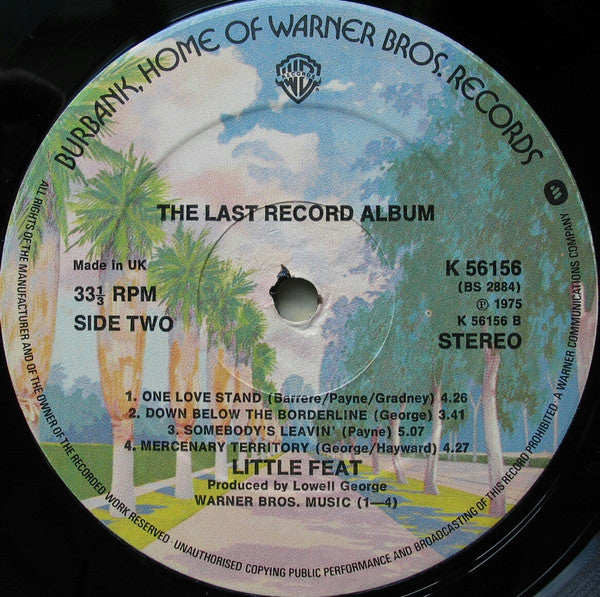 BURBANK, HOME OF WARNER BROS. RECORDS
WB
RECORDS
THE LAST RECORD ALBUM
Made in UK
33⅓ RPM
SIDE TWO
K 56156
(BS 2884)
℗ 1975
K 56156 B
STEREO
1. ONE LOVE STAND (Barrère/Payne/Gradney) 4.26
2. DOWN BELOW THE BORDERLINE (George) 3.41
3. SOMEBODY'S LEAVIN' (Payne) 5.07
4. MERCENARY TERRITORY (George/Hayward) 4.27
LITTLE FEAT
Produced by Lowell George
WARNER BROS. MUSIC (1—4)
ALL RIGHTS OF THE MANUFACTURER AND OF THE OWNER OF THE RECORDED WORK RESERVED · UNAUTHORISED COPYING PUBLIC PERFORMANCE AND BROADCASTING OF THIS RECORD PROHIBITED A WARNER COMMUNICATIONS COMPANY